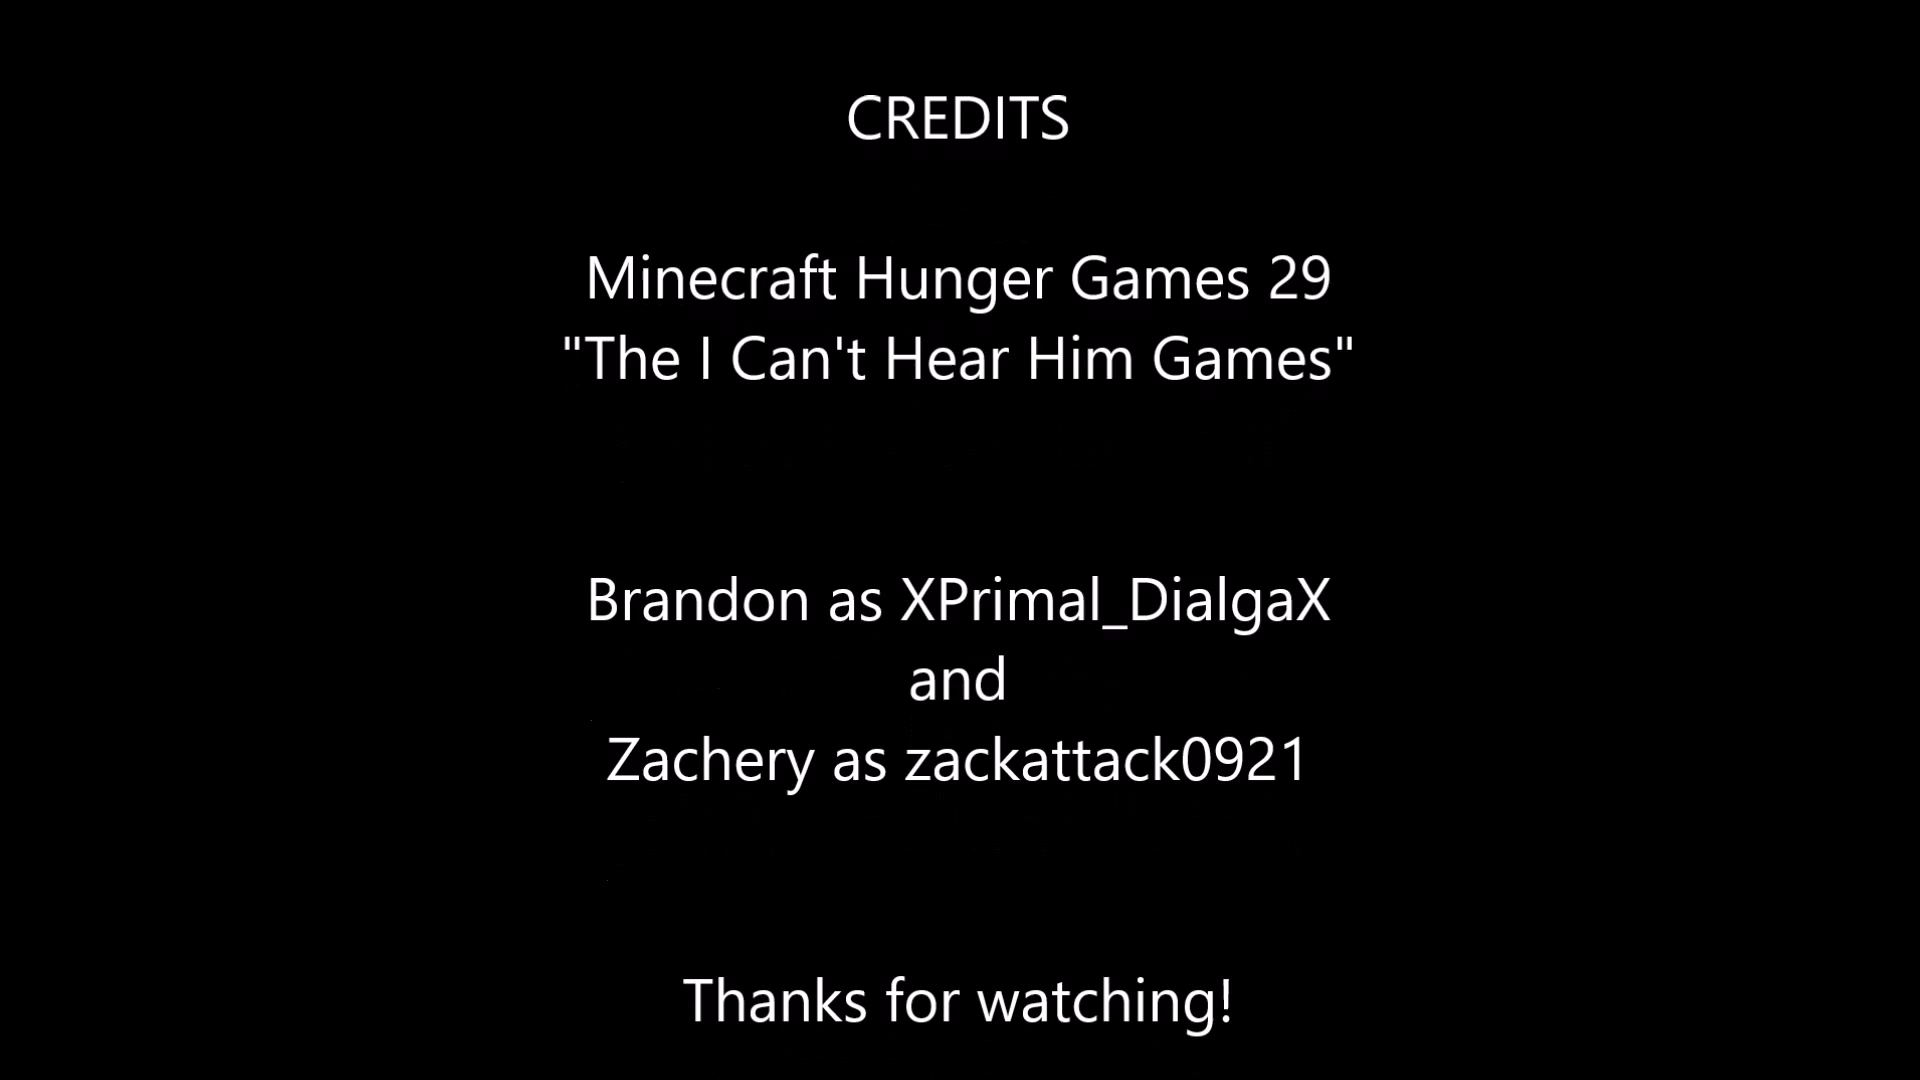 CREDITS
Minecraft Hunger Games 29
"The I Can't Hear Him Games"
Brandon as XPrimal_DialgaX
and
Zachery as zackattack0921
Thanks for watching!